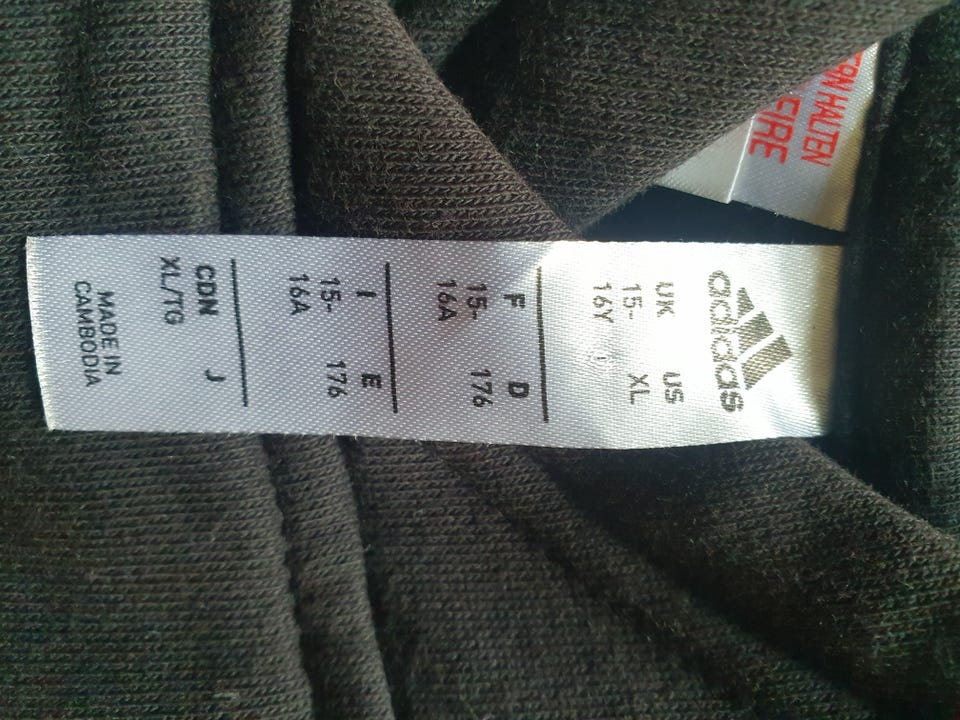 adidas
UK US
15- XL
16Y
F D
15- 176
16A
I E
15- 176
16A
CDN J
XL/TG
MADE IN
CAMBODIA
HALTEN
FIRE